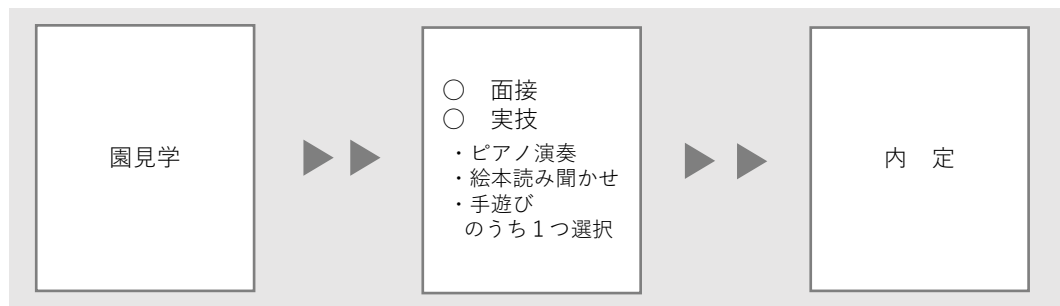 園見学
○　面接
○　実技
・ピアノ演奏
・絵本読み聞かせ
・手遊び
のうち１つ選択
内　定